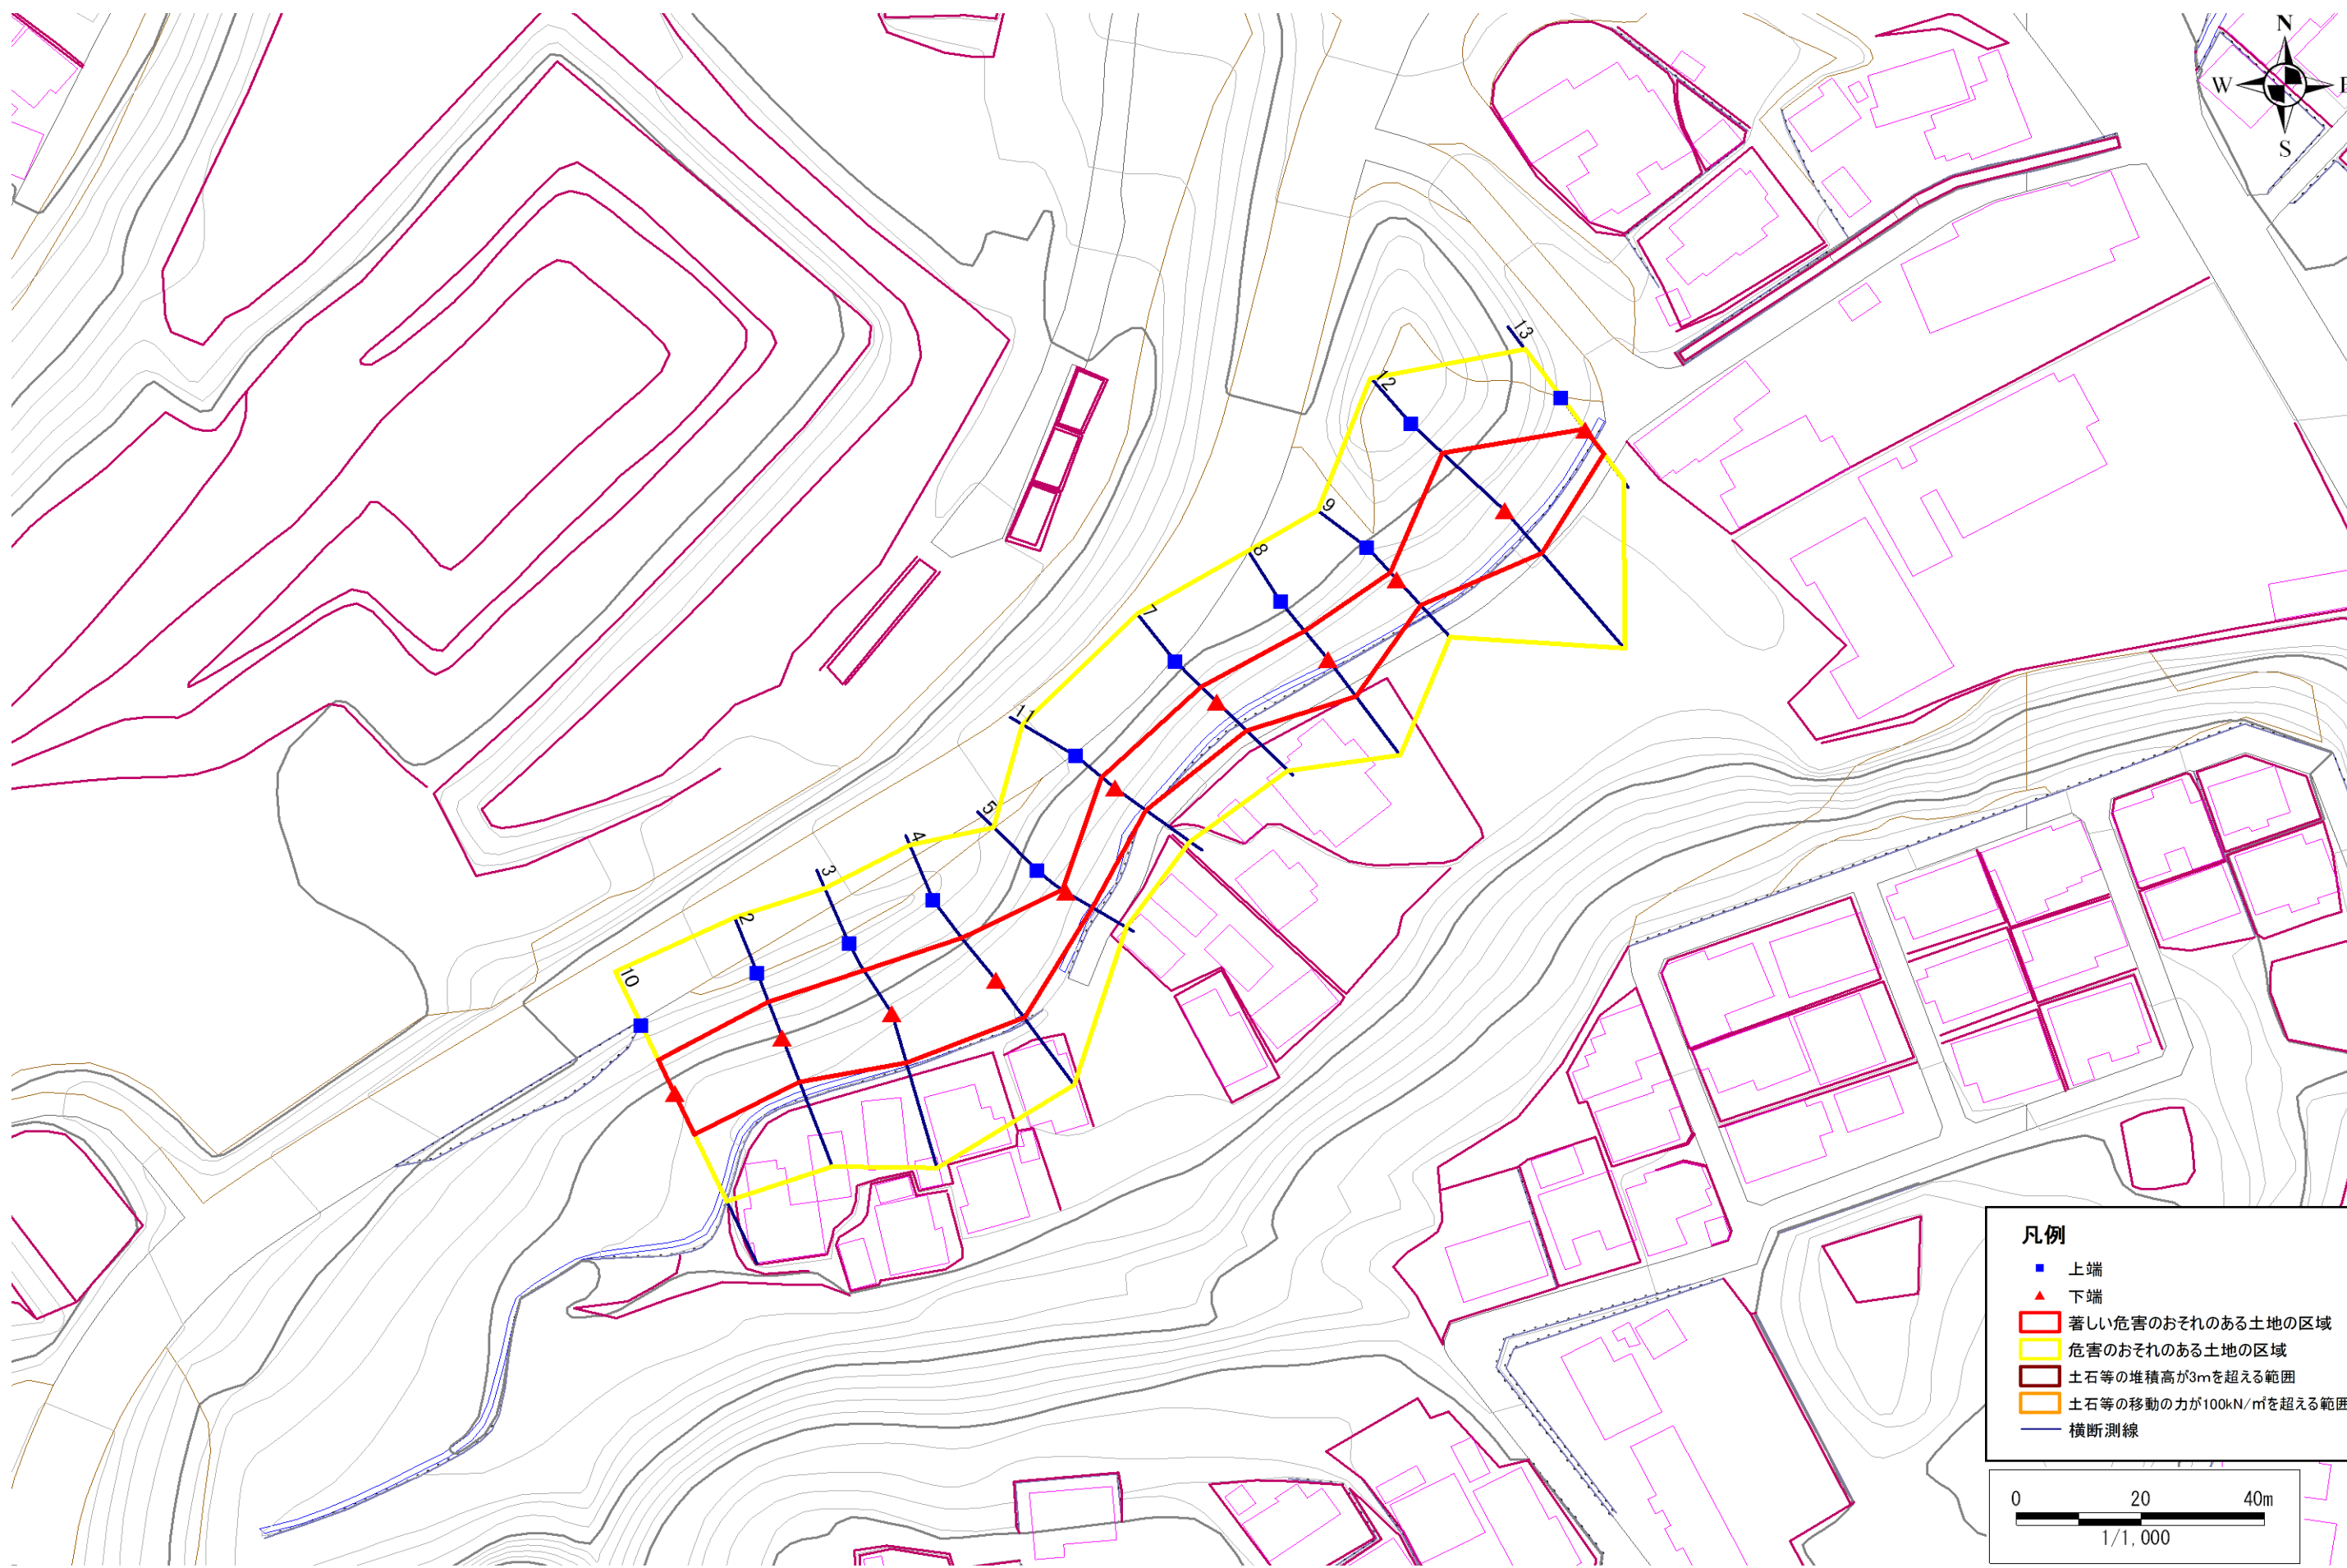 N
W
E
S
13
12
9
8
7
11
5
4
3
2
10
凡例
上端
下端
著しい危害のおそれのある土地の区域
危害のおそれのある土地の区域
土石等の堆積高が3mを超える範囲
土石等の移動の力が100kN/㎡を超える範囲
横断測線
0 20 40m
1/1,000